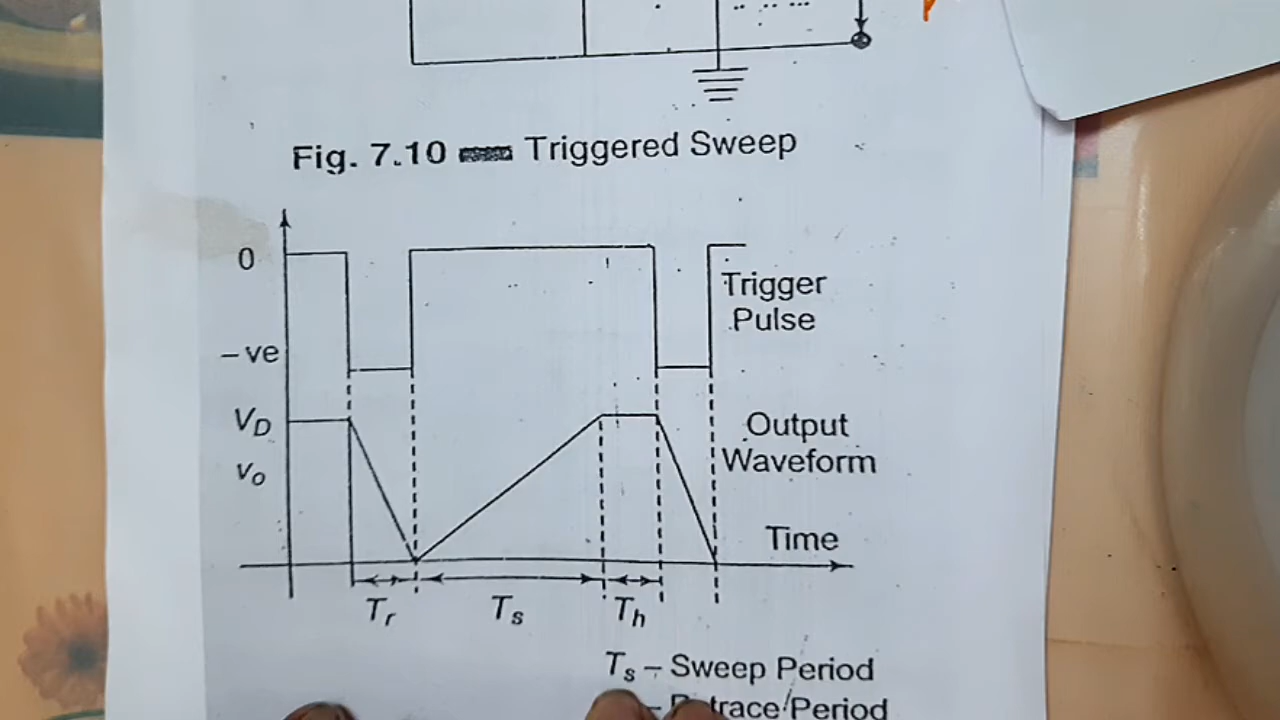 Fig. 7.10 Triggered Sweep
0
Trigger
Pulse
– ve
V_D
Output
Waveform
v_o
Time
T_r T_s T_h
T_s – Sweep Period
– Retrace Period